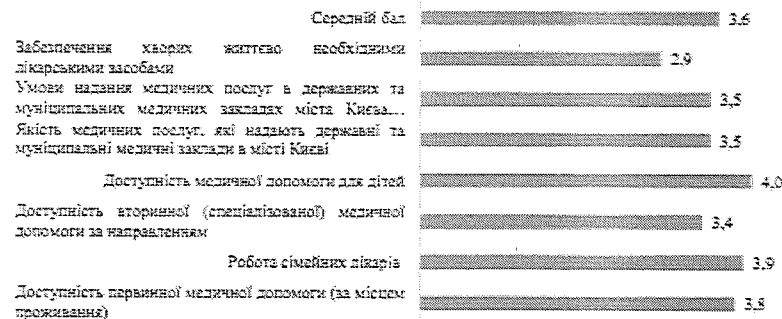 Середній бал 3,6
Забезпечення хворих життєво необхідними
лікарськими засобами 2,9
Умови надання медичних послуг в державних та
муніципальних медичних закладах міста Києва… 3,5
Якість медичних послуг, які надають державні та
муніципальні медичні заклади в місті Києві 3,5
Доступність медичної допомоги для дітей 4,0
Доступність вторинної (спеціалізованої) медичної
допомоги за направленням 3,4
Робота сімейних лікарів 3,9
Доступність первинної медичної допомоги (за місцем
проживання) 3,8